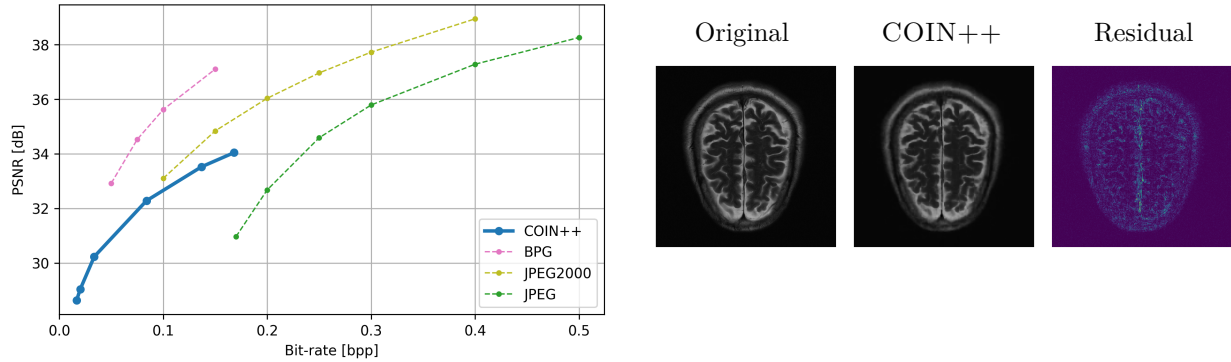 PSNR [dB]
38
36
34
32
30
0.0 0.1 0.2 0.3 0.4 0.5
Bit-rate [bpp]
COIN++
BPG
JPEG2000
JPEG
Original COIN++ Residual